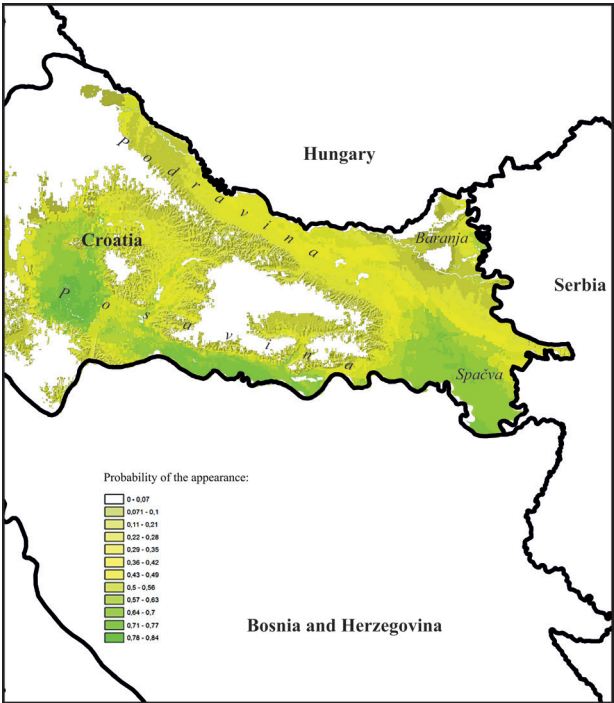 Hungary
Podravina
Baranja
Croatia
Serbia
Posavina
Spačva
Probability of the appearance:
0 - 0,07
0,071 - 0,1
0,11 - 0,21
0,22 - 0,28
0,29 - 0,35
0,36 - 0,42
0,43 - 0,49
0,5 - 0,56
0,57 - 0,63
0,64 - 0,7
0,71 - 0,77
0,78 - 0,84
Bosnia and Herzegovina